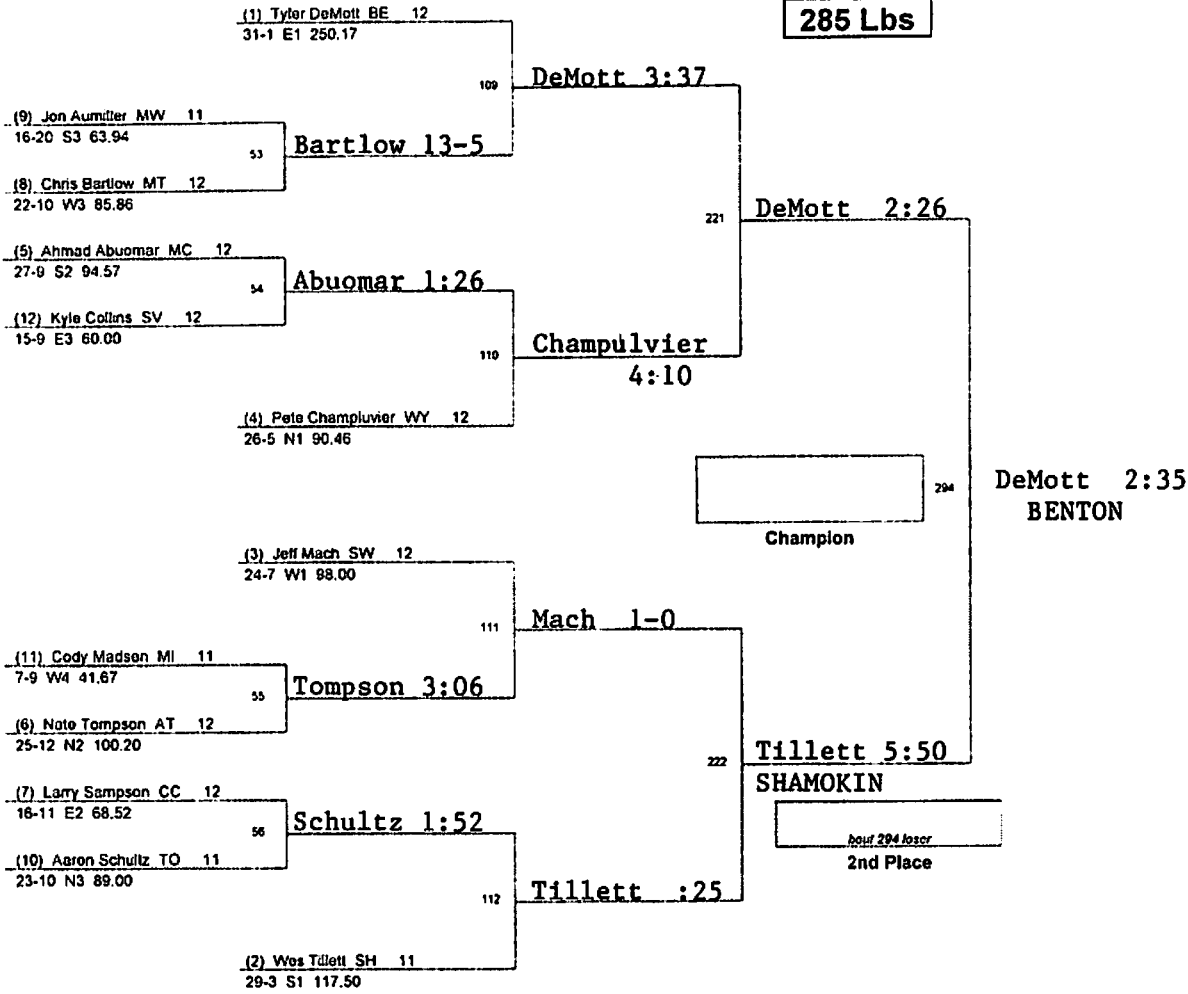 285 Lbs
(1) Tyler DeMott BE 12
31-1 E1 250.17
109
DeMott 3:37
(9) Jon Aumiller MW 11
16-20 S3 63.94
53
Bartlow 13-5
(8) Chris Bartlow MT 12
22-10 W3 85.86
221
DeMott 2:26
(5) Ahmad Abuomar MC 12
27-9 S2 94.57
54
Abuomar 1:26
(12) Kyle Collins SV 12
15-9 E3 60.00
110
Champulvier
4:10
(4) Pete Champluvier WY 12
26-5 N1 90.46
294
DeMott 2:35
BENTON
Champion
(3) Jeff Mach SW 12
24-7 W1 98.00
111
Mach 1-0
(11) Cody Madson MI 11
7-9 W4 41.67
55
Tompson 3:06
(6) Nate Tompson AT 12
25-12 N2 100.20
222
Tillett 5:50
SHAMOKIN
(7) Larry Sampson CC 12
16-11 E2 68.52
56
Schultz 1:52
(10) Aaron Schultz TO 11
23-10 N3 89.00
bout 294 loser
2nd Place
112
Tillett :25
(2) Wes Tillett SH 11
29-3 S1 117.50